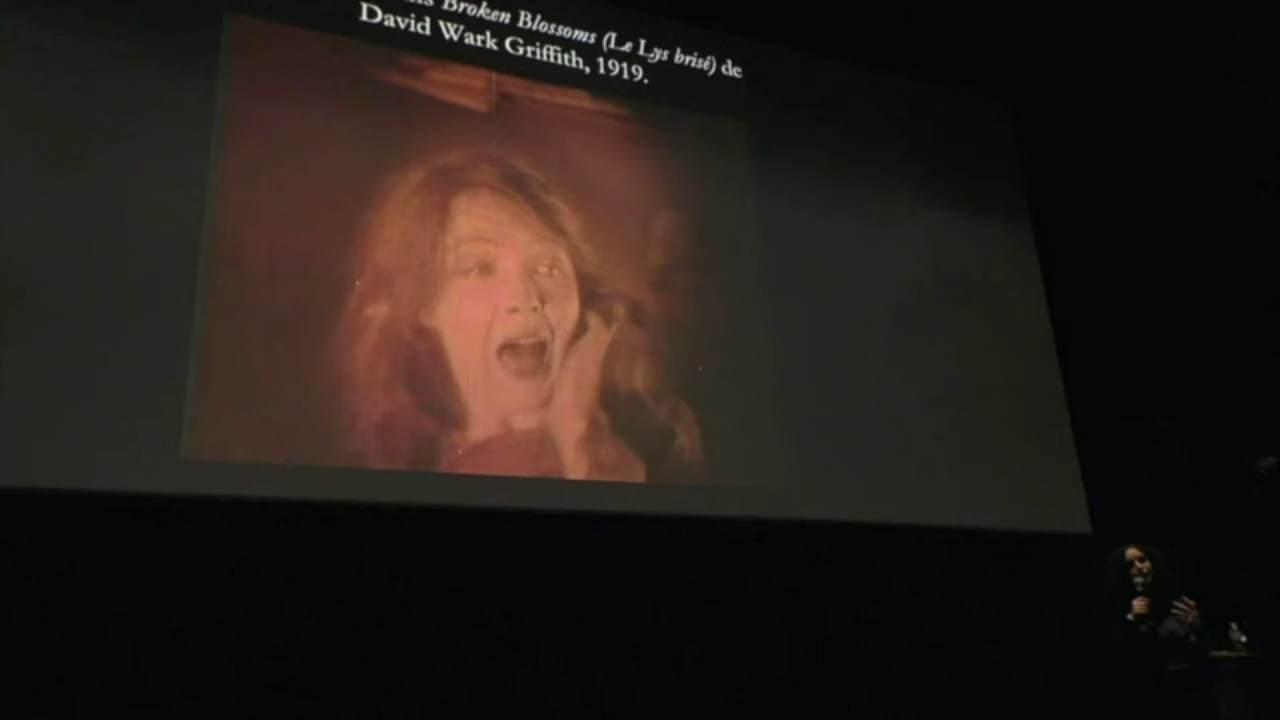 Broken Blossoms (Le Lys brisé) de
David Wark Griffith, 1919.